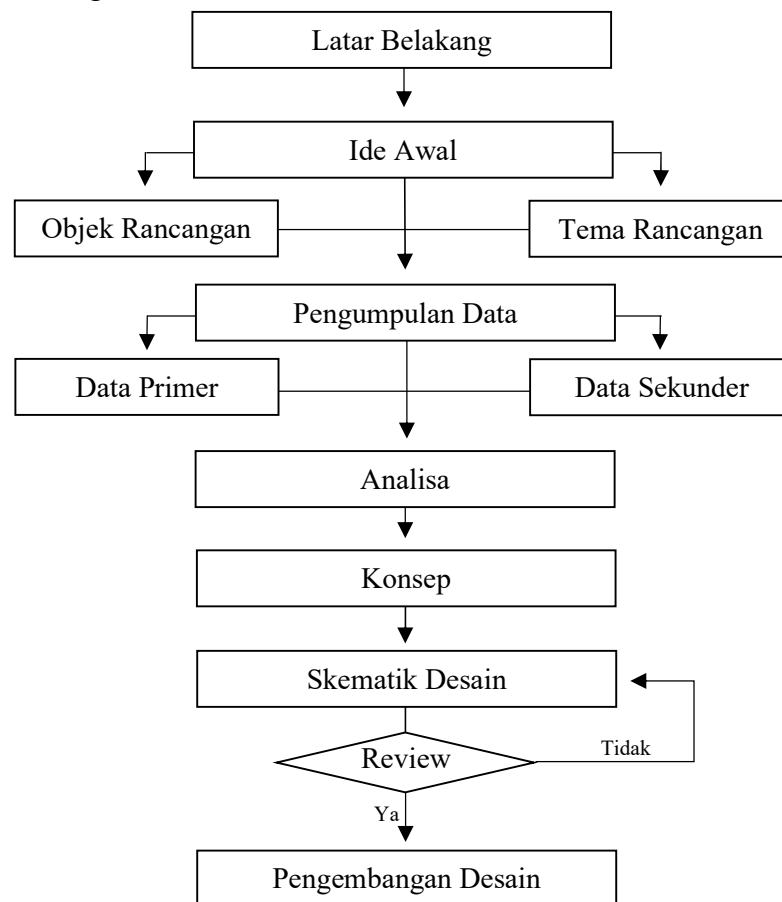 Latar Belakang
Ide Awal
Objek Rancangan
Tema Rancangan
Pengumpulan Data
Data Primer
Data Sekunder
Analisa
Konsep
Skematik Desain
Review
Tidak
Ya
Pengembangan Desain